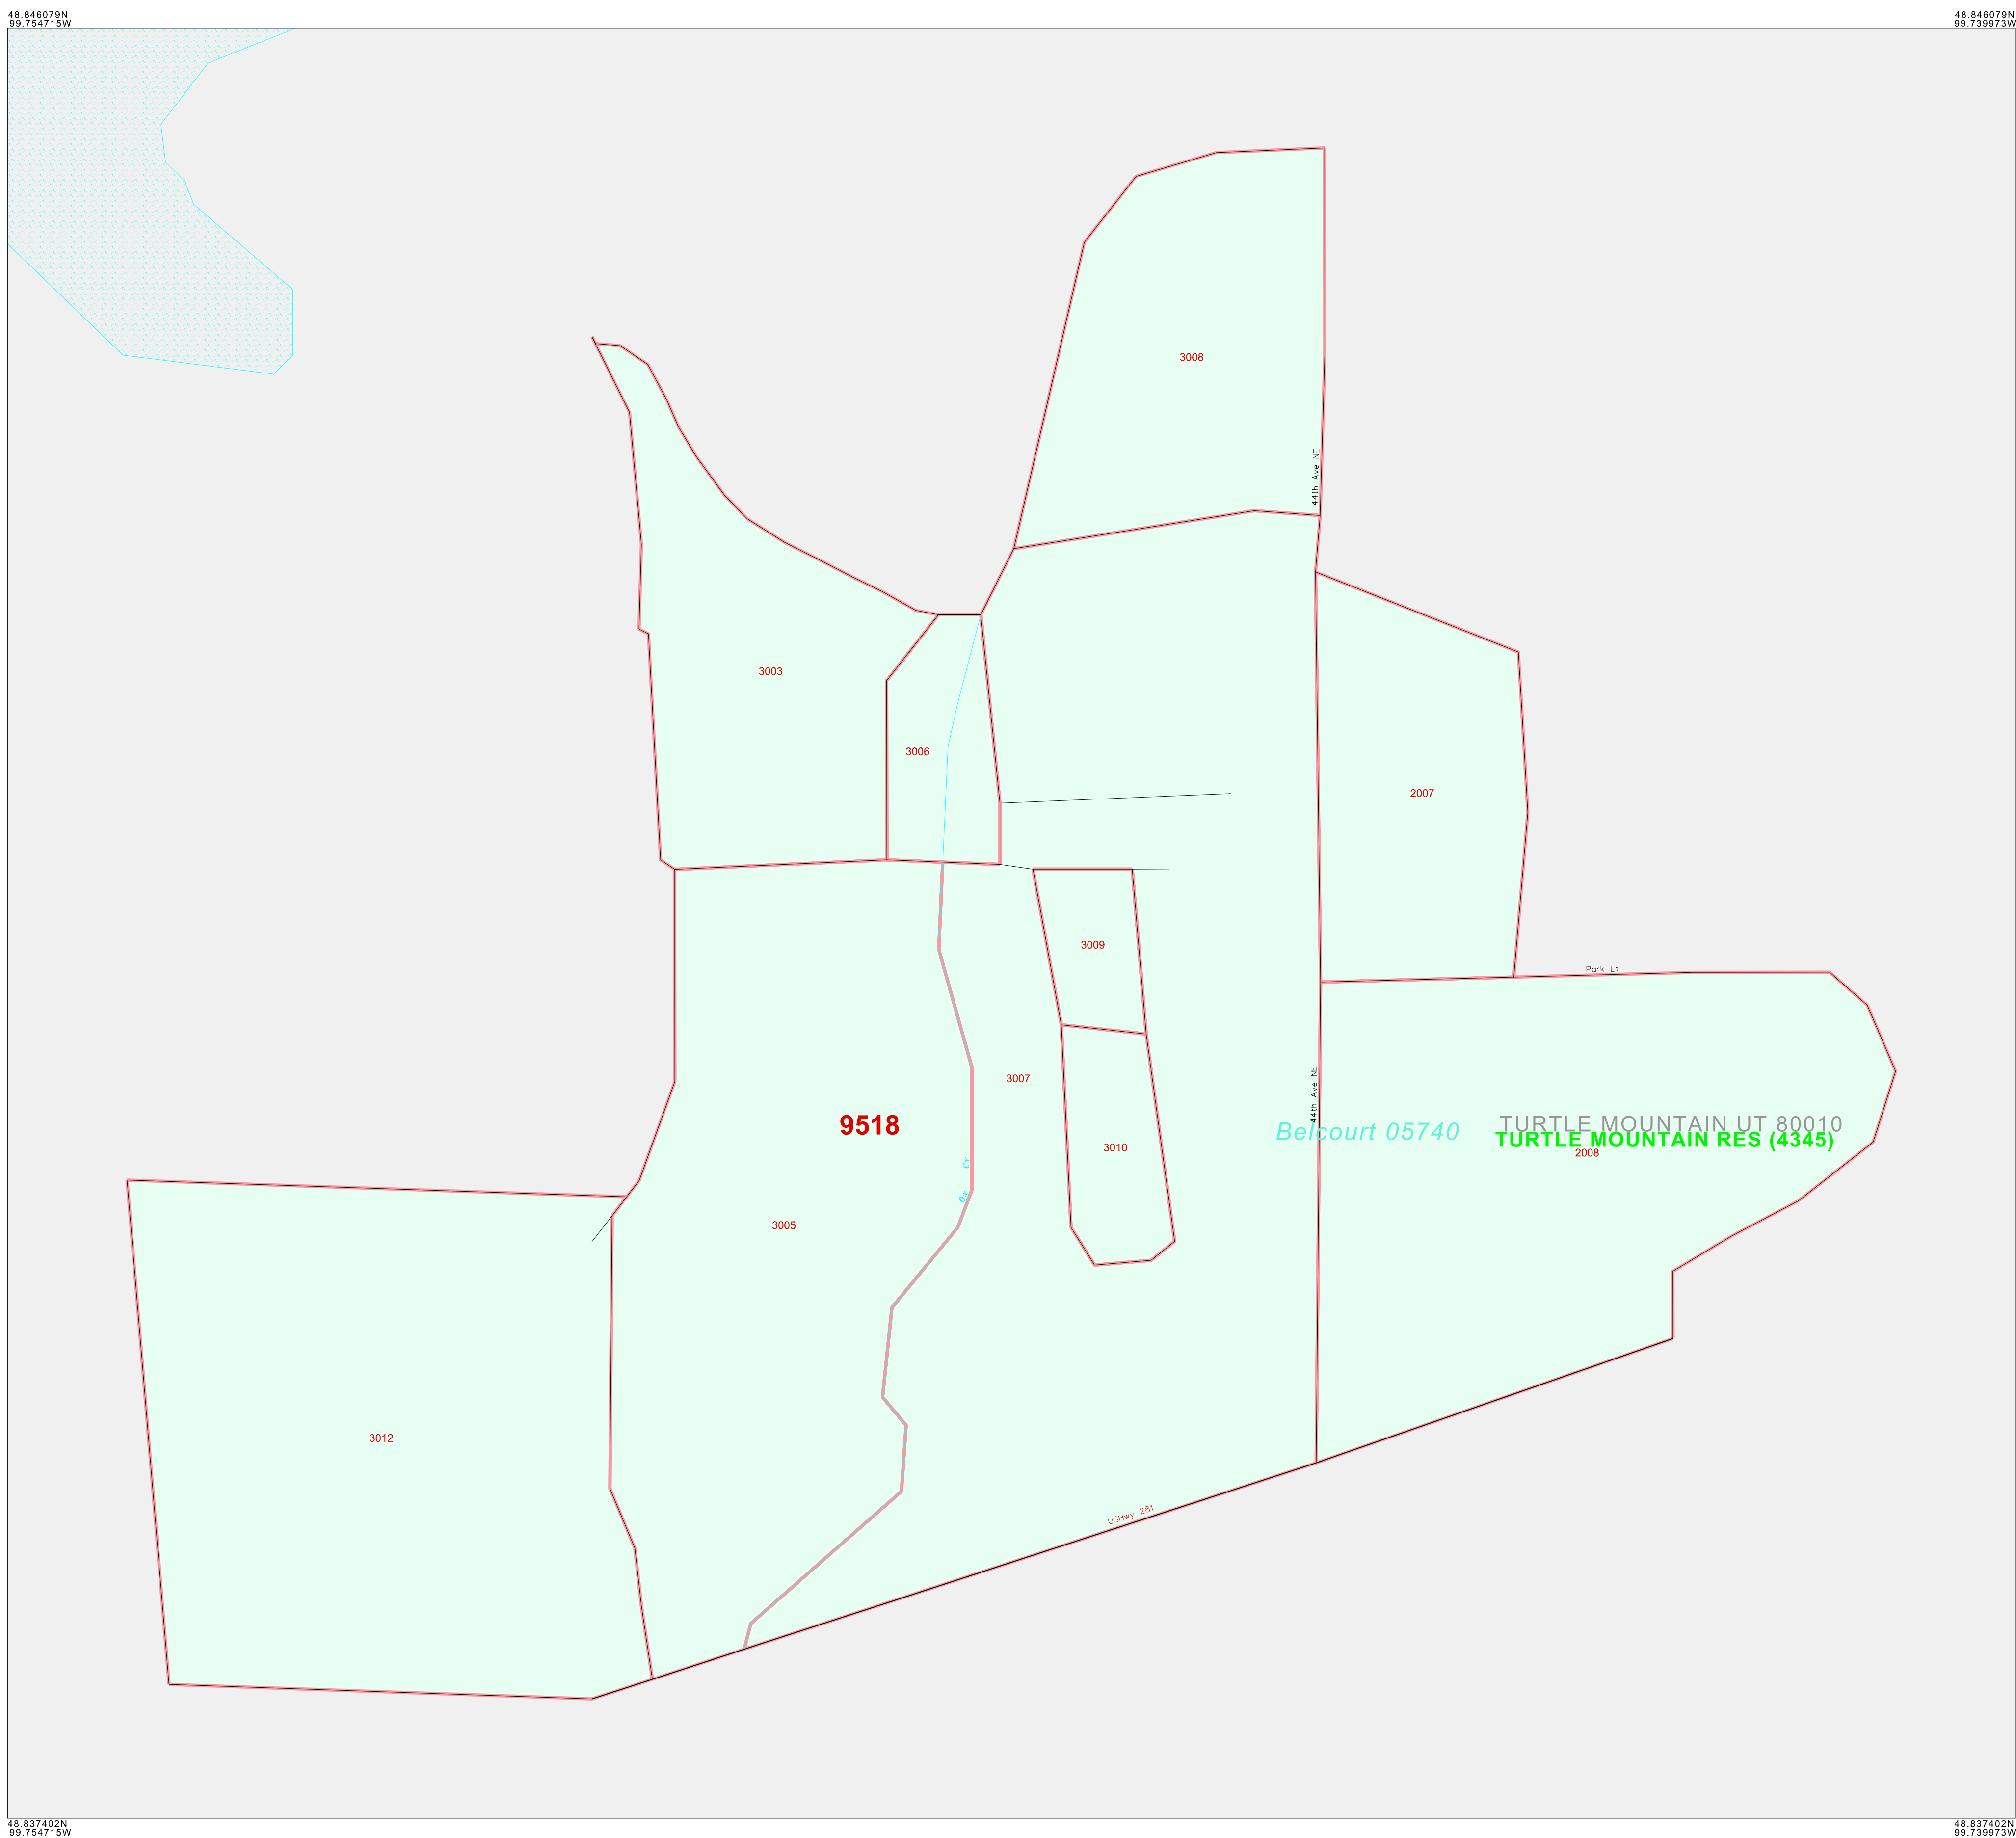 48.846079N
99.754715W
48.846079N
99.739973W
3008
44th Ave NE
3003
3006
2007
3009
Park Lt
3007
44th Ave NE
9518
Belcourt 05740
TURTLE MOUNTAIN UT 80010
TURTLE MOUNTAIN RES (4345)
2008
3010
Ox Cr
3005
3012
USHwy 281
48.837402N
99.754715W
48.837402N
99.739973W